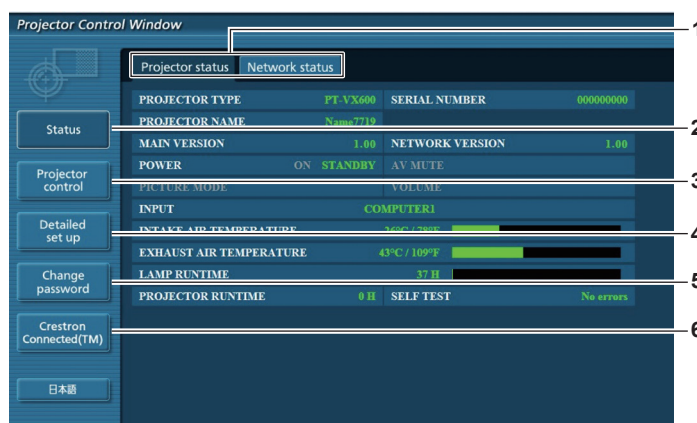 Projector Control Window
1
Projector status Network status
PROJECTOR TYPE PT-VX600 SERIAL NUMBER 000000000
PROJECTOR NAME Name7719
Status
2
MAIN VERSION 1.00 NETWORK VERSION 1.00
POWER ON STANDBY AV MUTE
Projector control
3
PICTURE MODE VOLUME
INPUT COMPUTER1
Detailed set up
4
INTAKE AIR TEMPERATURE 26°C / 78°F
EXHAUST AIR TEMPERATURE 43°C / 109°F
LAMP RUNTIME 37 H
Change password
5
PROJECTOR RUNTIME 0 H SELF TEST No errors
Crestron Connected(TM)
6
日本語